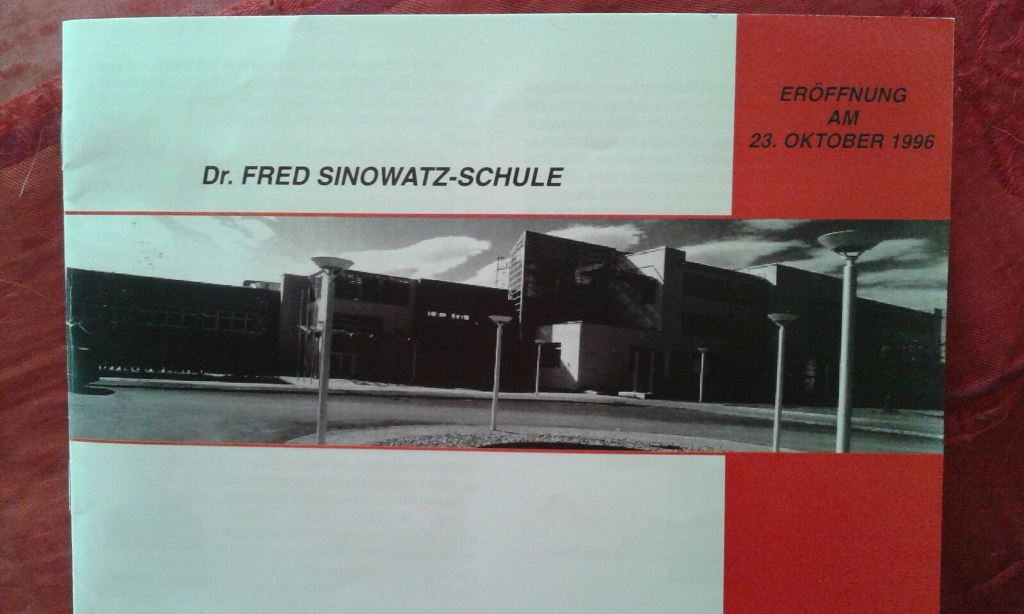 ERÖFFNUNG
AM
23. OKTOBER 1996
Dr. FRED SINOWATZ-SCHULE